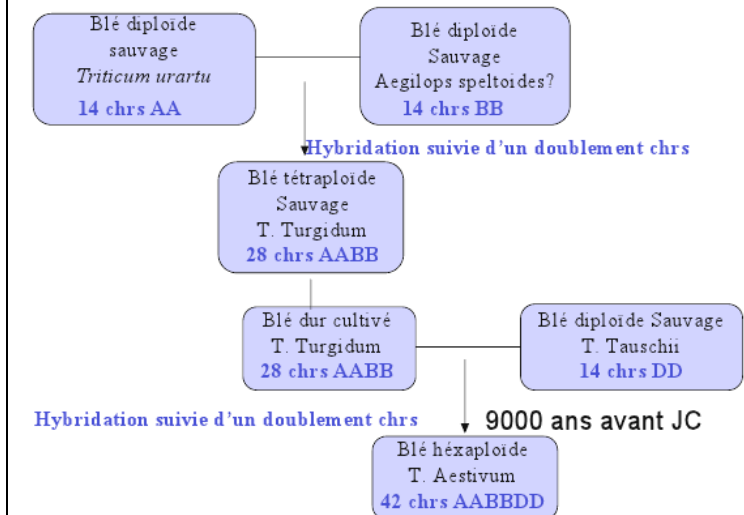 Blé diploïde
sauvage
Triticum urartu
14 chrs AA
Blé diploïde
Sauvage
Aegilops speltoides?
14 chrs BB
Hybridation suivie d'un doublement chrs
Blé tétraploïde
Sauvage
T. Turgidum
28 chrs AABB
Blé dur cultivé
T. Turgidum
28 chrs AABB
Blé diploïde Sauvage
T. Tauschii
14 chrs DD
Hybridation suivie d'un doublement chrs
9000 ans avant JC
Blé héxaploïde
T. Aestivum
42 chrs AABBDD